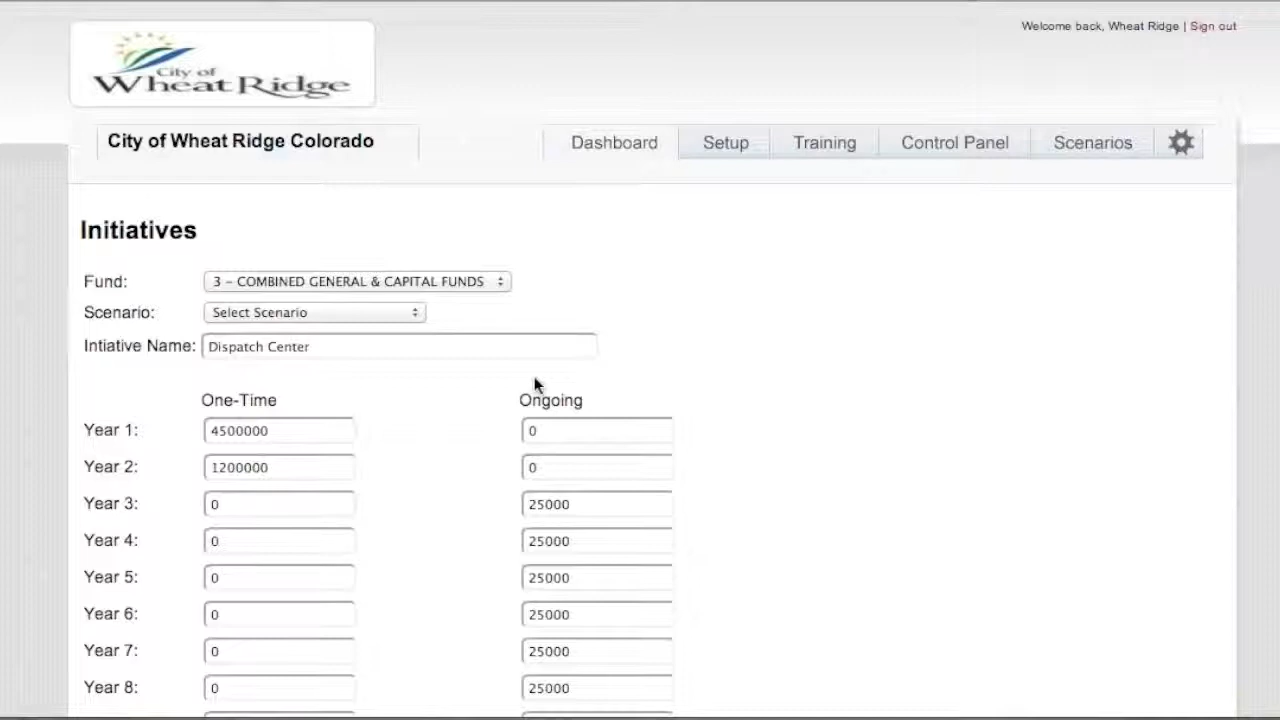 Welcome back, Wheat Ridge | Sign out
City of
Wheat Ridge
City of Wheat Ridge Colorado
Dashboard Setup Training Control Panel Scenarios
Initiatives
Fund: 3 – COMBINED GENERAL & CAPITAL FUNDS
Scenario: Select Scenario
Intiative Name: Dispatch Center
One-Time Ongoing
Year 1: 4500000 0
Year 2: 1200000 0
Year 3: 0 25000
Year 4: 0 25000
Year 5: 0 25000
Year 6: 0 25000
Year 7: 0 25000
Year 8: 0 25000